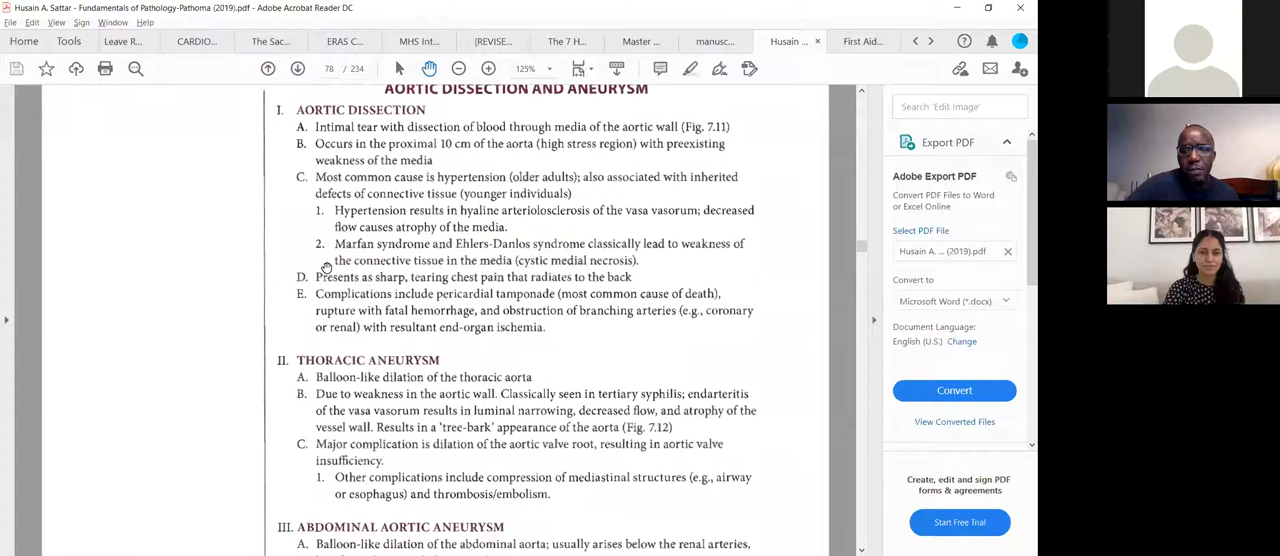 Husain A. Sattar - Fundamentals of Pathology-Pathoma (2019).pdf - Adobe Acrobat Reader DC
File Edit View Sign Window Help
Home Tools Leave R... CARDIO... The Sac... ERAS C... MHS Int... [REVISE... The 7 H... Master ... manusc... Husain ... × First Aid...
78 / 234 125%
AORTIC DISSECTION AND ANEURYSM
I. AORTIC DISSECTION
A. Intimal tear with dissection of blood through media of the aortic wall (Fig. 7.11)
B. Occurs in the proximal 10 cm of the aorta (high stress region) with preexisting
weakness of the media
C. Most common cause is hypertension (older adults); also associated with inherited
defects of connective tissue (younger individuals)
1. Hypertension results in hyaline arteriolosclerosis of the vasa vasorum; decreased
flow causes atrophy of the media.
2. Marfan syndrome and Ehlers-Danlos syndrome classically lead to weakness of
the connective tissue in the media (cystic medial necrosis).
D. Presents as sharp, tearing chest pain that radiates to the back
E. Complications include pericardial tamponade (most common cause of death),
rupture with fatal hemorrhage, and obstruction of branching arteries (e.g., coronary
or renal) with resultant end-organ ischemia.
II. THORACIC ANEURYSM
A. Balloon-like dilation of the thoracic aorta
B. Due to weakness in the aortic wall. Classically seen in tertiary syphilis; endarteritis
of the vasa vasorum results in luminal narrowing, decreased flow, and atrophy of the
vessel wall. Results in a 'tree-bark' appearance of the aorta (Fig. 7.12)
C. Major complication is dilation of the aortic valve root, resulting in aortic valve
insufficiency.
1. Other complications include compression of mediastinal structures (e.g., airway
or esophagus) and thrombosis/embolism.
III. ABDOMINAL AORTIC ANEURYSM
A. Balloon-like dilation of the abdominal aorta; usually arises below the renal arteries,
Search 'Edit Image'
Export PDF
Adobe Export PDF
Convert PDF Files to Word
or Excel Online
Select PDF File
Husain A. ... (2019).pdf
Convert to
Microsoft Word (*.docx)
Document Language:
English (U.S.) Change
Convert
View Converted Files
Create, edit and sign PDF
forms & agreements
Start Free Trial